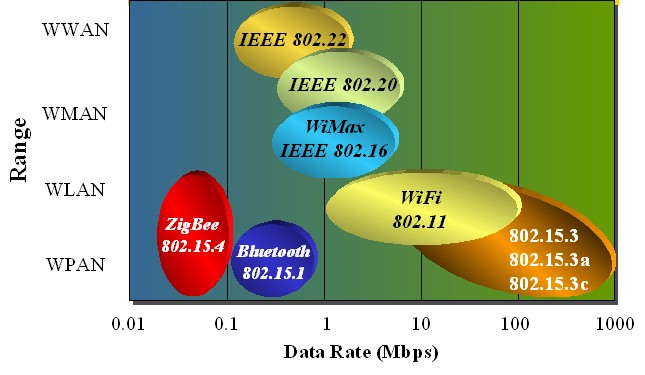 WWAN
IEEE 802.22
IEEE 802.20
WMAN
WiMax
IEEE 802.16
Range
WLAN
WiFi
802.11
ZigBee
802.15.4
Bluetooth
802.15.1
802.15.3
802.15.3a
802.15.3c
WPAN
0.01 0.1 1 10 100 1000
Data Rate (Mbps)